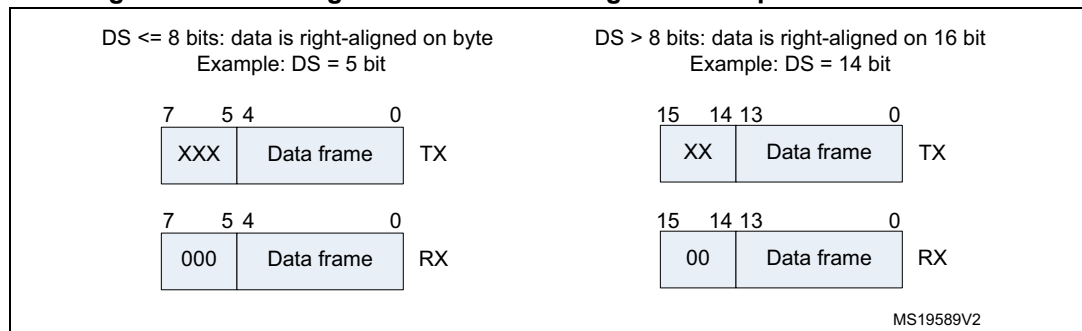 DS <= 8 bits: data is right-aligned on byte
Example: DS = 5 bit
7 5 4 0
XXX Data frame TX
7 5 4 0
000 Data frame RX
DS > 8 bits: data is right-aligned on 16 bit
Example: DS = 14 bit
15 14 13 0
XX Data frame TX
15 14 13 0
00 Data frame RX
MS19589V2